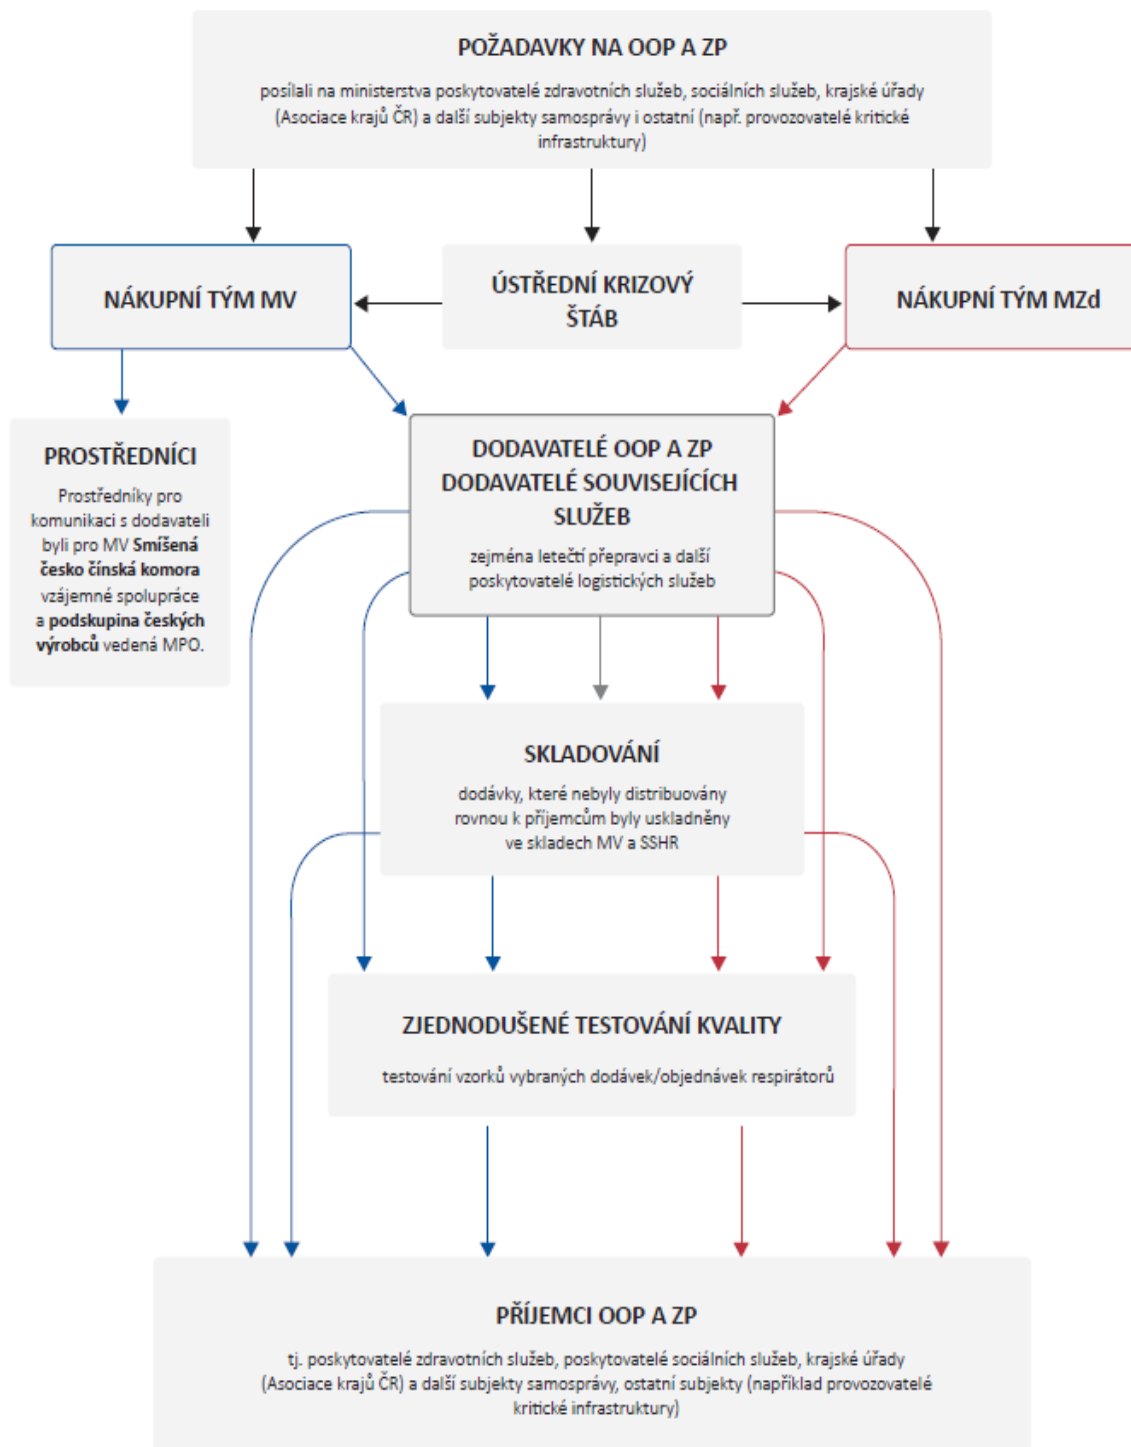 POŽADAVKY NA OOP A ZP
posílali na ministerstva poskytovatelé zdravotních služeb, sociálních služeb, krajské úřady
(Asociace krajů ČR) a další subjekty samosprávy i ostatní (např. provozovatelé kritické
infrastruktury)
NÁKUPNÍ TÝM MV
ÚSTŘEDNÍ KRIZOVÝ
ŠTÁB
NÁKUPNÍ TÝM MZd
PROSTŘEDNÍCI
Prostředníky pro
komunikaci s dodavateli
byli pro MV Smíšená
česko čínská komora
vzájemné spolupráce
a podskupina českých
výrobců vedená MPO.
DODAVATELÉ OOP A ZP
DODAVATELÉ SOUVISEJÍCÍCH
SLUŽEB
zejména letečtí přepravci a další
poskytovatelé logistických služeb
SKLADOVÁNÍ
dodávky, které nebyly distribuovány
rovnou k příjemcům byly uskladněny
ve skladech MV a SSHR
ZJEDNODUŠENÉ TESTOVÁNÍ KVALITY
testování vzorků vybraných dodávek/objednávek respirátorů
PŘÍJEMCI OOP A ZP
tj. poskytovatelé zdravotních služeb, poskytovatelé sociálních služeb, krajské úřady
(Asociace krajů ČR) a další subjekty samosprávy, ostatní subjekty (například provozovatelé
kritické infrastruktury)